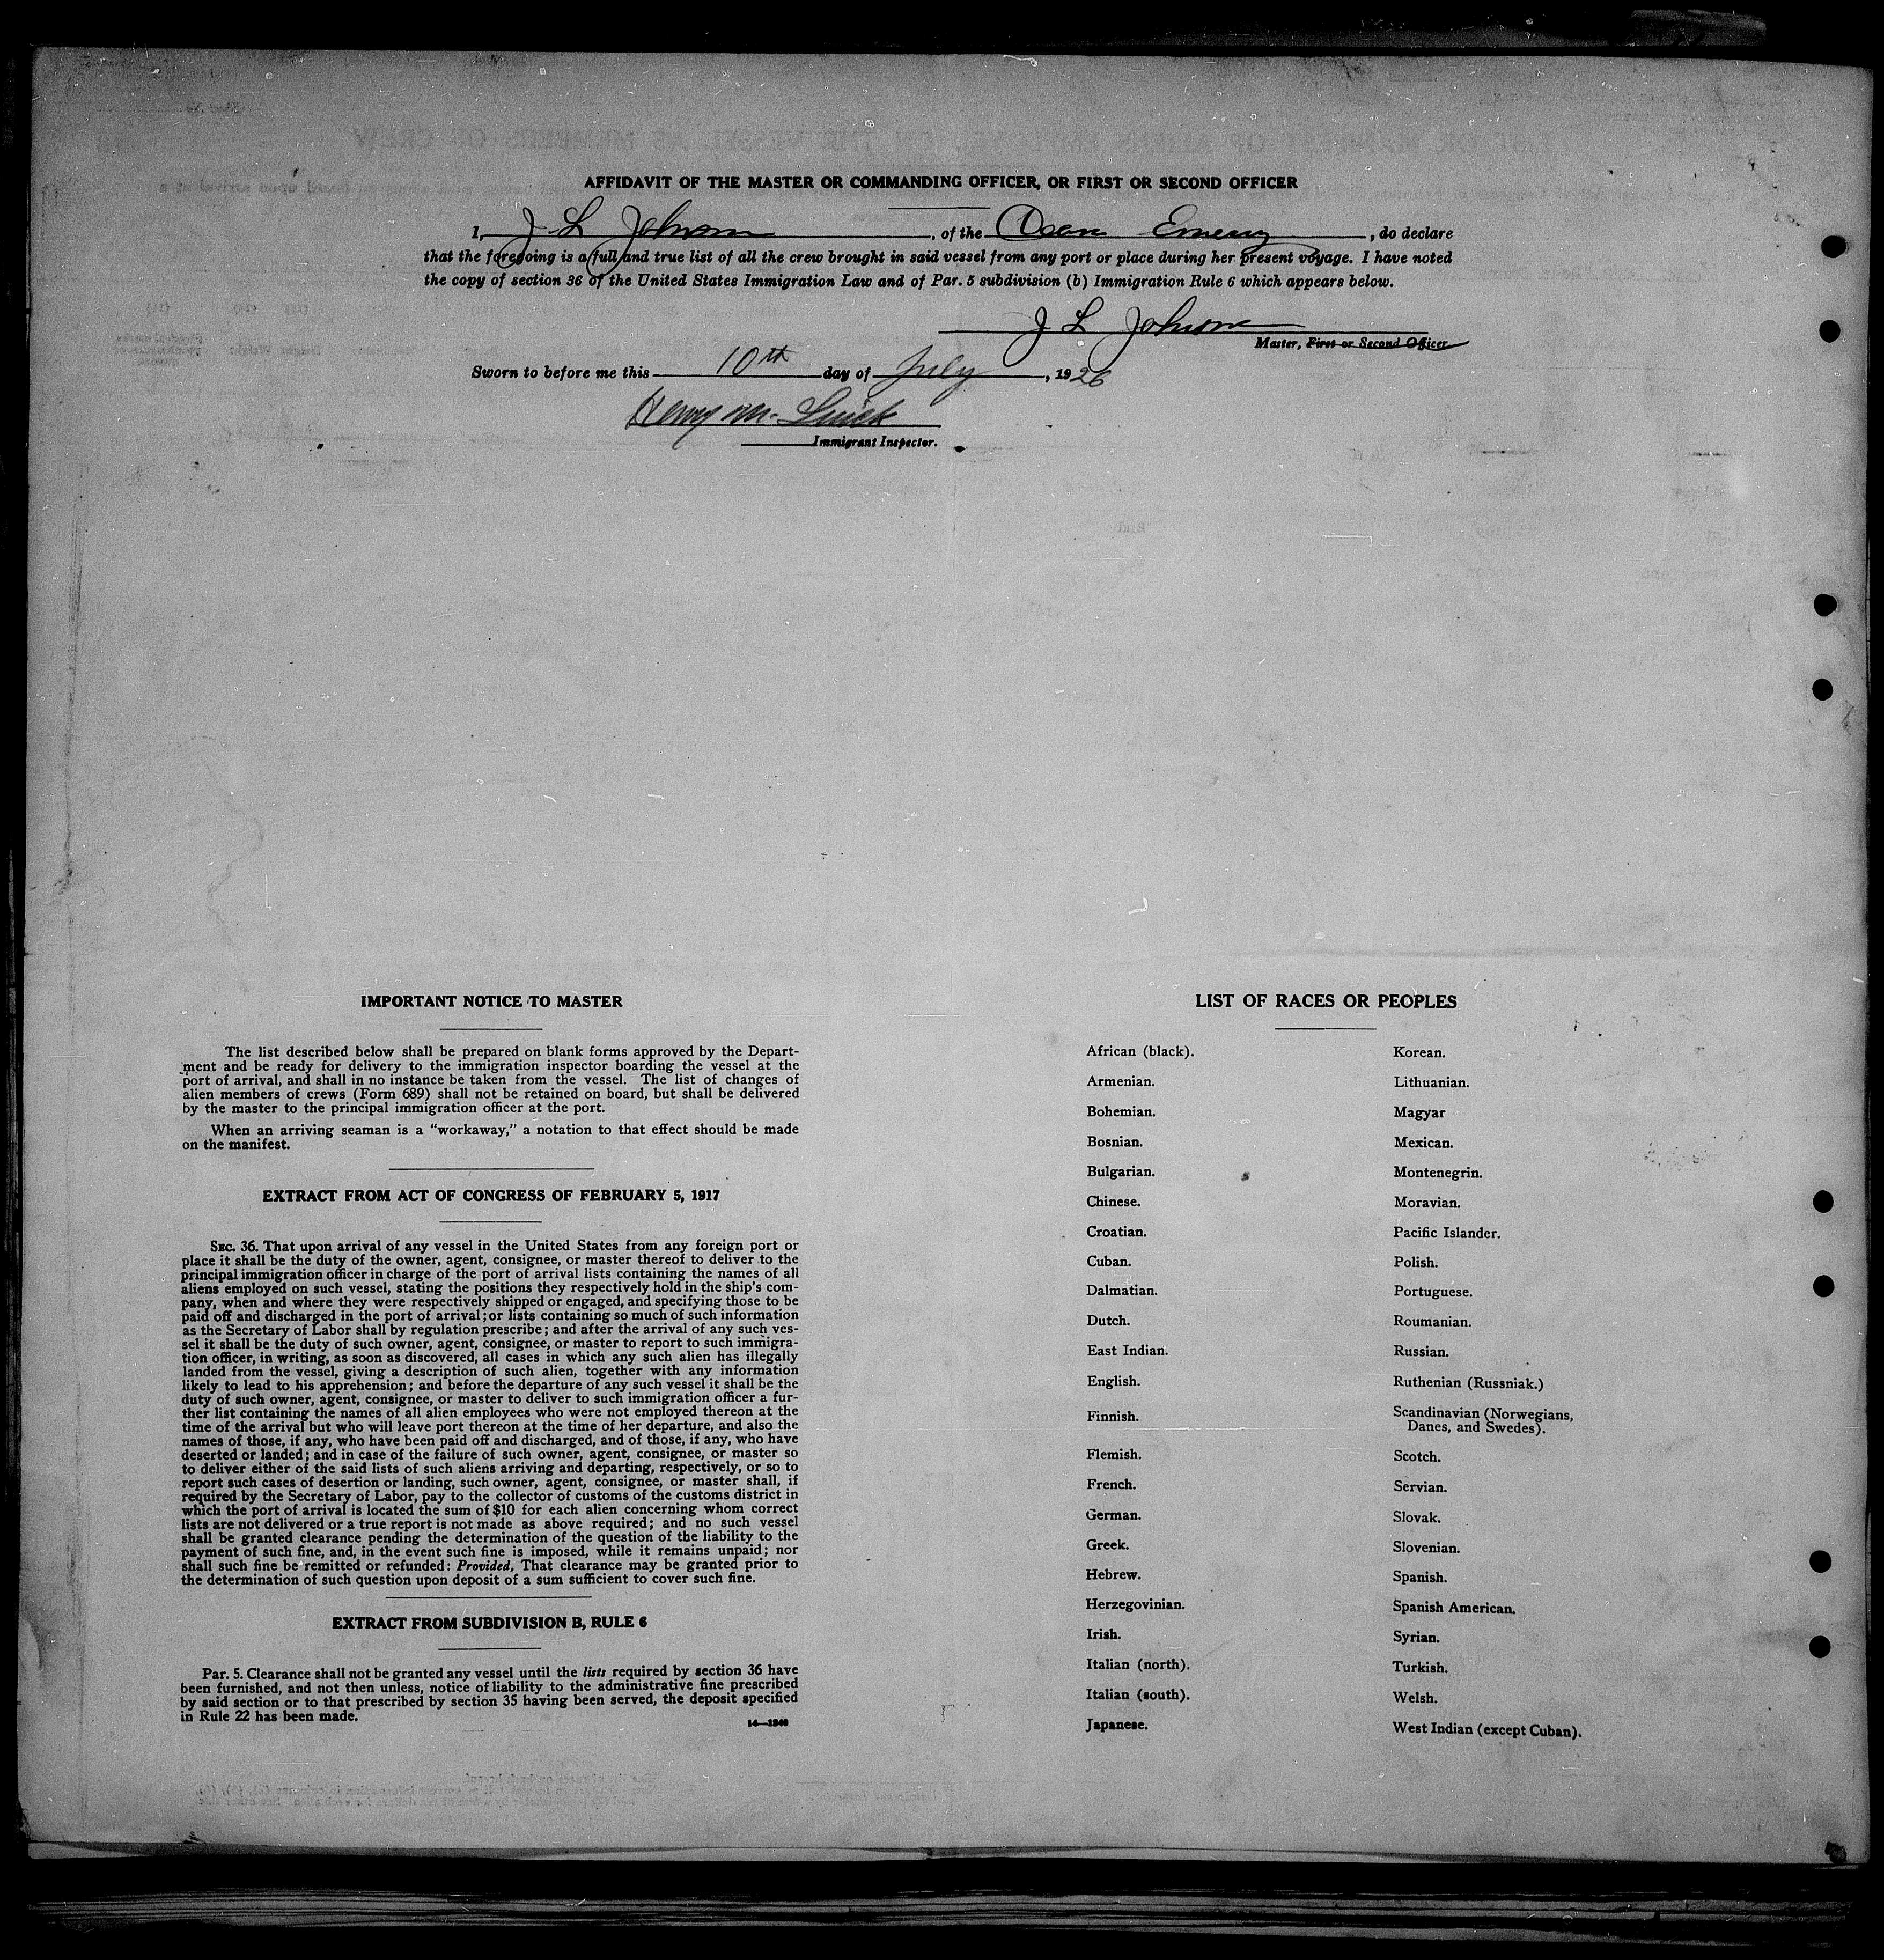 AFFIDAVIT OF THE MASTER OR COMMANDING OFFICER, OR FIRST OR SECOND OFFICER
I, J L Johnson, of the Dean Emery, do declare
that the foregoing is a full and true list of all the crew brought in said vessel from any port or place during her present voyage. I have noted
the copy of section 36 of the United States Immigration Law and of Par. 5 subdivision (b) Immigration Rule 6 which appears below.
J L Johnson
Master, First or Second Officer
Sworn to before me this 10th day of July, 1926
Henry M.
Immigrant Inspector.
IMPORTANT NOTICE TO MASTER
The list described below shall be prepared on blank forms approved by the Depart-
ment and be ready for delivery to the immigration inspector boarding the vessel at the
port of arrival, and shall in no instance be taken from the vessel. The list of changes of
alien members of crews (Form 689) shall not be retained on board, but shall be delivered
by the master to the principal immigration officer at the port.
When an arriving seaman is a "workaway," a notation to that effect should be made
on the manifest.
EXTRACT FROM ACT OF CONGRESS OF FEBRUARY 5, 1917
SEC. 36. That upon arrival of any vessel in the United States from any foreign port or
place it shall be the duty of the owner, agent, consignee, or master thereof to deliver to the
principal immigration officer in charge of the port of arrival lists containing the names of all
aliens employed on such vessel, stating the positions they respectively hold in the ship's com-
pany, when and where they were respectively shipped or engaged, and specifying those to be
paid off and discharged in the port of arrival; or lists containing so much of such information
as the Secretary of Labor shall by regulation prescribe; and after the arrival of any such ves-
sel it shall be the duty of such owner, agent, consignee, or master to report to such immigra-
tion officer, in writing, as soon as discovered, all cases in which any such alien has illegally
landed from the vessel, giving a description of such alien, together with any information
likely to lead to his apprehension; and before the departure of any such vessel it shall be the
duty of such owner, agent, consignee, or master to deliver to such immigration officer a fur-
ther list containing the names of all alien employees who were not employed thereon at the
time of the arrival but who will leave port thereon at the time of her departure, and also the
names of those, if any, who have been paid off and discharged, and of those, if any, who have
deserted or landed; and in case of the failure of such owner, agent, consignee, or master so
to deliver either of the said lists of such aliens arriving and departing, respectively, or so to
report such cases of desertion or landing, such owner, agent, consignee, or master shall, if
required by the Secretary of Labor, pay to the collector of customs of the customs district in
which the port of arrival is located the sum of $10 for each alien concerning whom correct
lists are not delivered or a true report is not made as above required; and no such vessel
shall be granted clearance pending the determination of the question of the liability to the
payment of such fine, and, in the event such fine is imposed, while it remains unpaid; nor
shall such fine be remitted or refunded: Provided, That clearance may be granted prior to
the determination of such question upon deposit of a sum sufficient to cover such fine.
EXTRACT FROM SUBDIVISION B, RULE 6
Par. 5. Clearance shall not be granted any vessel until the lists required by section 36 have
been furnished, and not then unless, notice of liability to the administrative fine prescribed
by said section or to that prescribed by section 35 having been served, the deposit specified
in Rule 22 has been made.
14—1940
LIST OF RACES OR PEOPLES
African (black).
Armenian.
Bohemian.
Bosnian.
Bulgarian.
Chinese.
Croatian.
Cuban.
Dalmatian.
Dutch.
East Indian.
English.
Finnish.
Flemish.
French.
German.
Greek.
Hebrew.
Herzegovinian.
Irish.
Italian (north).
Italian (south).
Japanese.
Korean.
Lithuanian.
Magyar
Mexican.
Montenegrin.
Moravian.
Pacific Islander.
Polish.
Portuguese.
Roumanian.
Russian.
Ruthenian (Russniak.)
Scandinavian (Norwegians,
Danes, and Swedes).
Scotch.
Servian.
Slovak.
Slovenian.
Spanish.
Spanish American.
Syrian.
Turkish.
Welsh.
West Indian (except Cuban).